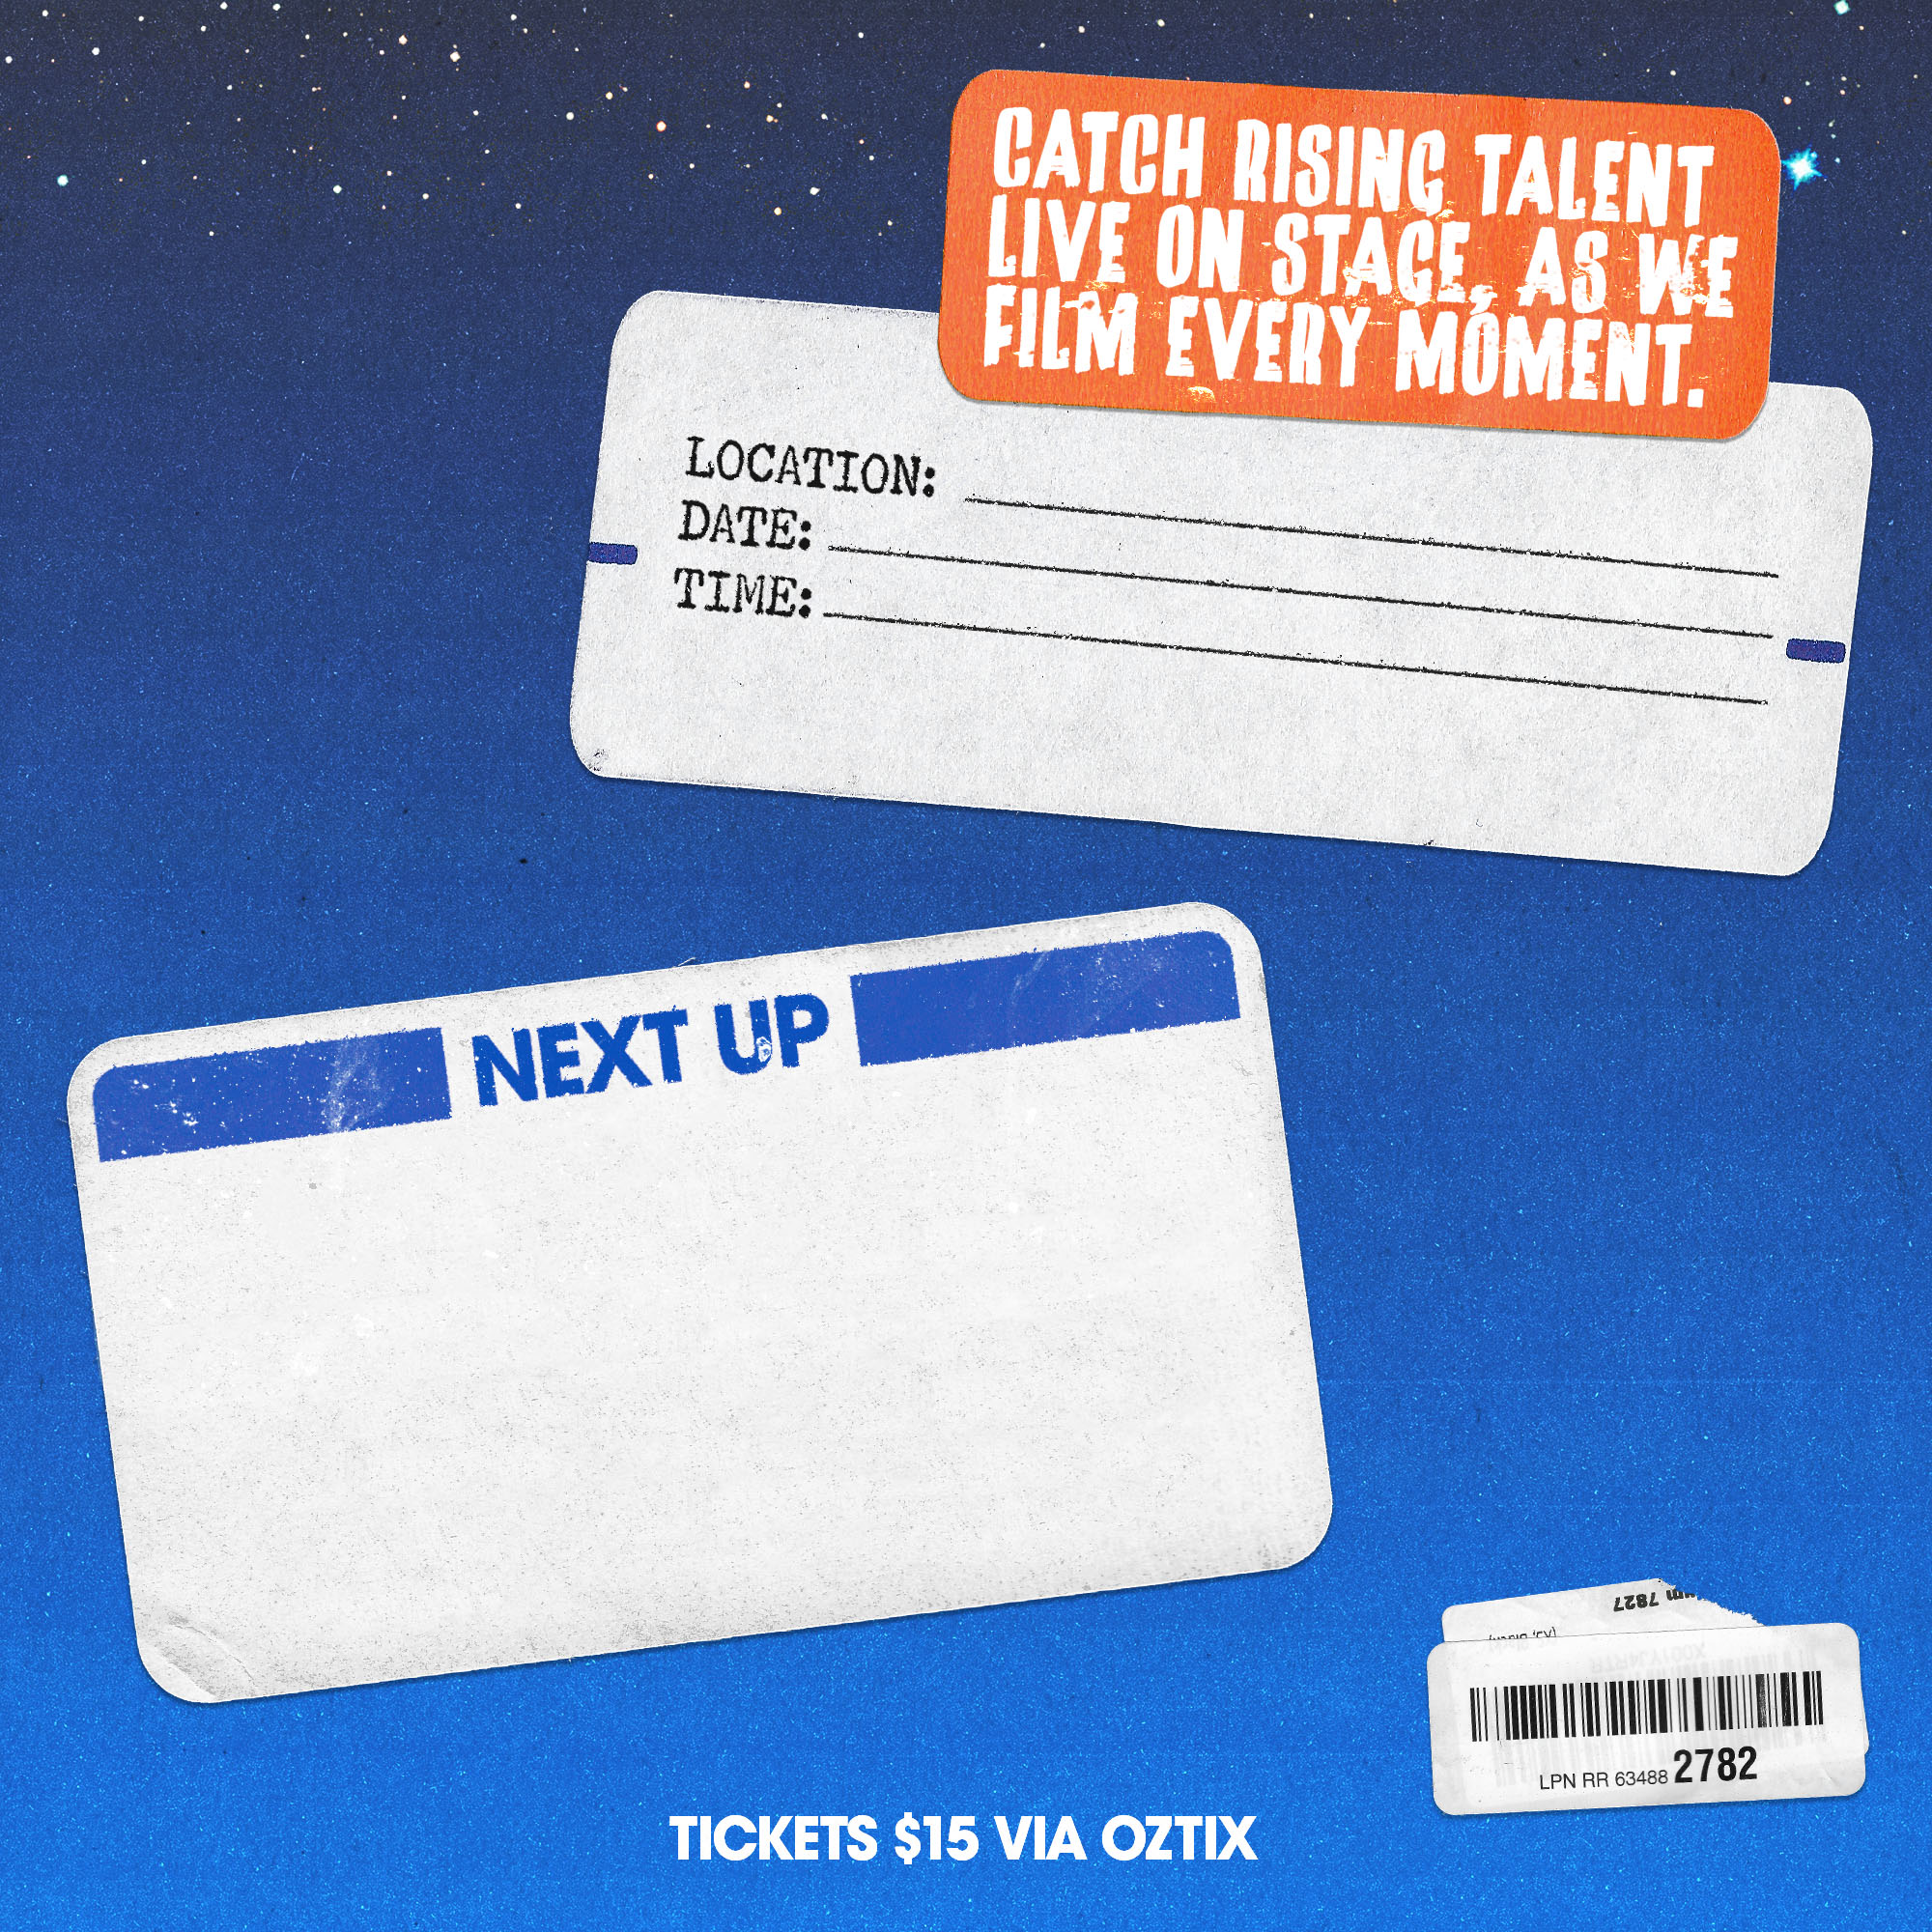 CATCH RISING TALENT
LIVE ON STAGE, AS WE
FILM EVERY MOMENT.
LOCATION:
DATE:
TIME:
NEXT UP
7827
LPN RR 63488 2782
TICKETS $15 VIA OZTIX